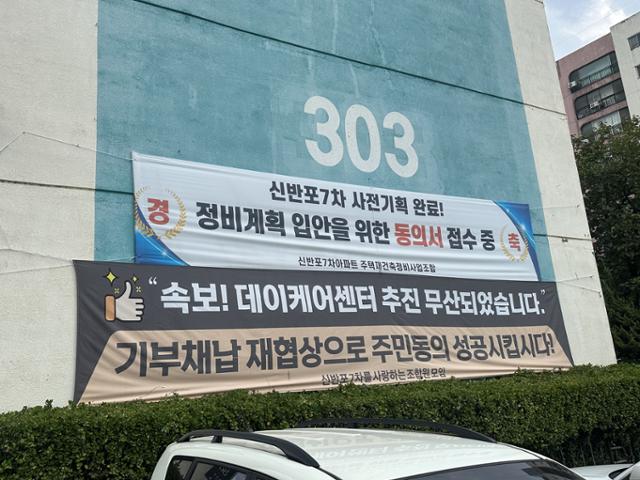 303
신반포7차 사전기획 완료!
경 정비계획 입안을 위한 동의서 접수 중 축
신반포7차아파트 주택재건축정비사업조합
“속보! 데이케어센터 추진 무산되었습니다.”
기부채납 재협상으로 주민동의 성공시킵시다!
신반포7차를사랑하는조합원모임